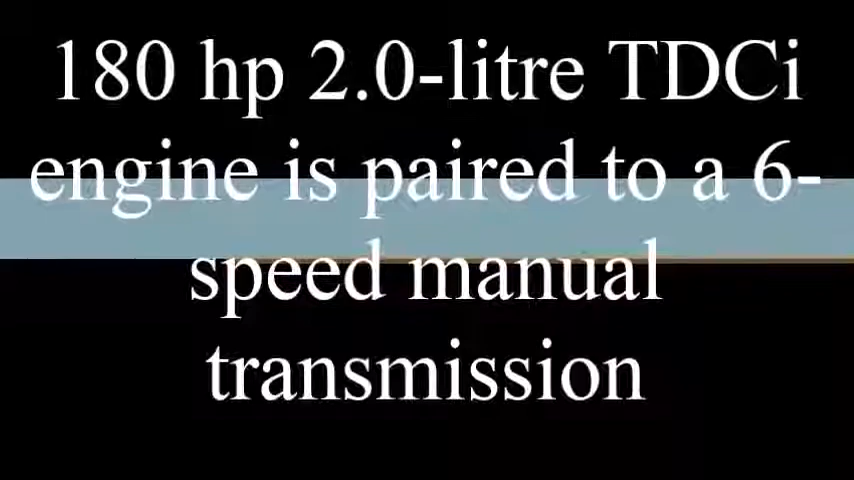 180 hp 2.0-litre TDCi
engine is paired to a 6-
speed manual
transmission